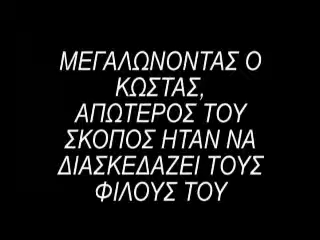 ΜΕΓΑΛΩΝΟΝΤΑΣ Ο
ΚΩΣΤΑΣ,
ΑΠΩΤΕΡΟΣ ΤΟΥ
ΣΚΟΠΟΣ ΗΤΑΝ ΝΑ
ΔΙΑΣΚΕΔΑΖΕΙ ΤΟΥΣ
ΦΙΛΟΥΣ ΤΟΥ